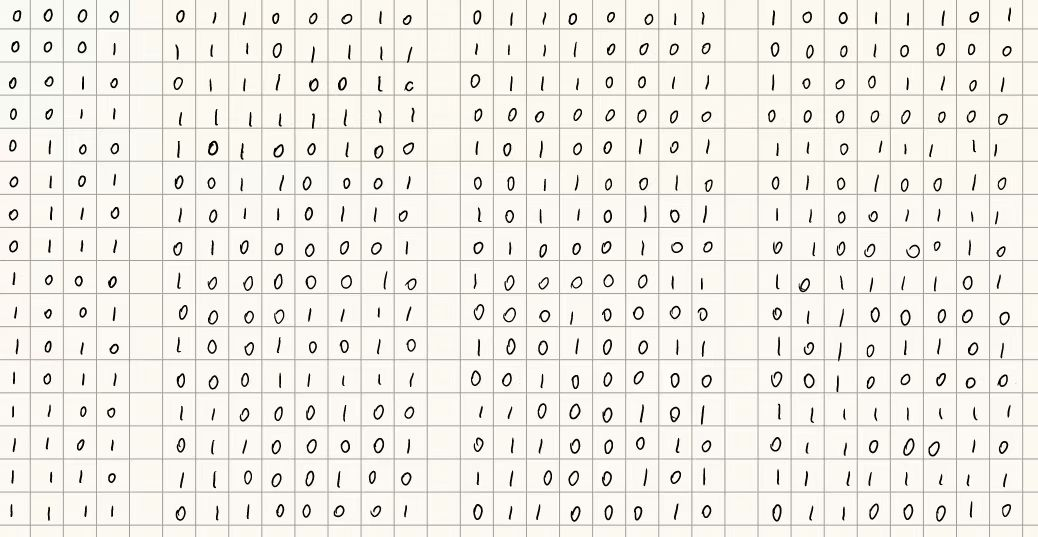 0 0 0 0 0 1 1 0 0 0 1 0 0 1 1 0 0 0 1 1 1 0 0 1 1 1 0 1
0 0 0 1 1 1 1 0 1 1 1 1 1 1 1 1 0 0 0 0 0 0 0 1 0 0 0 0
0 0 1 0 0 1 1 1 0 0 1 c 0 1 1 1 0 0 1 1 1 0 0 0 1 1 0 1
0 0 1 1 1 1 1 1 1 1 1 1 0 0 0 0 0 0 0 0 0 0 0 0 0 0 0 0
0 1 0 0 1 0 1 0 0 1 0 0 1 0 1 0 0 1 0 1 1 1 0 1 1 1 1 1
0 1 0 1 0 0 1 1 0 0 0 1 0 0 1 1 0 0 1 0 0 1 0 1 0 0 1 0
0 1 1 0 1 0 1 1 0 1 1 0 1 0 1 1 0 1 0 1 1 1 0 0 1 1 1 1
0 1 1 1 0 1 0 0 0 0 0 1 0 1 0 0 0 1 0 0 0 1 0 0 0 0 1 0
1 0 0 0 1 0 0 0 0 0 1 0 1 0 0 0 0 0 1 1 1 0 1 1 1 1 0 1
1 0 0 1 0 0 0 0 1 1 1 1 0 0 0 1 0 0 0 0 0 1 1 0 0 0 0 0
1 0 1 0 1 0 0 1 0 0 1 0 1 0 0 1 0 0 1 1 1 0 1 0 1 1 0 1
1 0 1 1 0 0 0 1 1 1 1 1 0 0 1 0 0 0 0 0 0 0 1 0 0 0 0 0
1 1 0 0 1 1 0 0 0 1 0 0 1 1 0 0 0 1 0 1 1 1 1 1 1 1 1 1
1 1 0 1 0 1 1 0 0 0 0 1 0 1 1 0 0 0 1 0 0 1 1 0 0 0 1 0
1 1 1 0 1 1 0 0 0 1 0 0 1 1 0 0 0 1 0 1 1 1 1 1 1 1 1 1
1 1 1 1 0 1 1 0 0 0 0 1 0 1 1 0 0 0 1 0 0 1 1 0 0 0 1 0